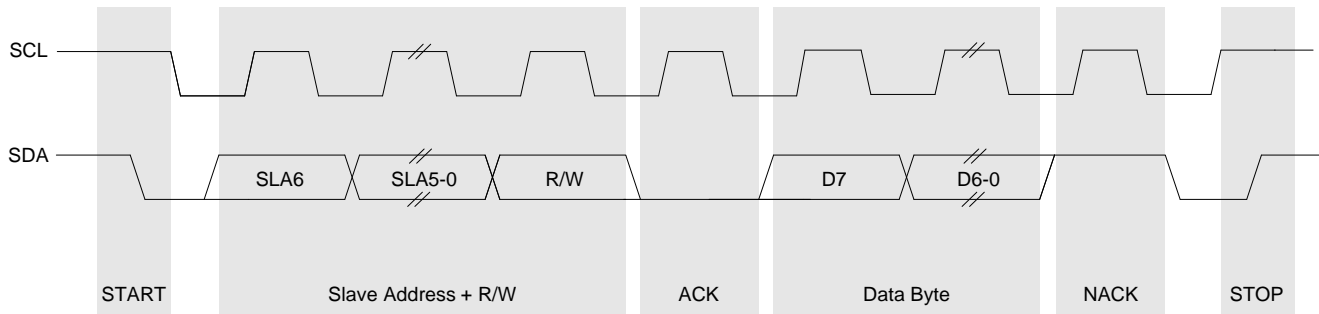 SCL
SDA
SLA6 SLA5-0 R/W D7 D6-0
START Slave Address + R/W ACK Data Byte NACK STOP